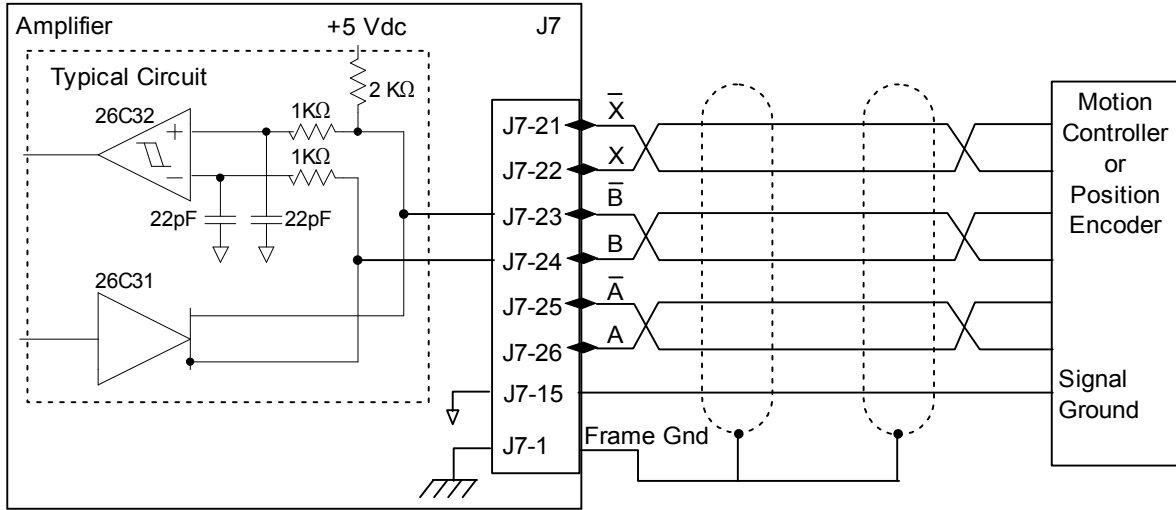 Amplifier
+5 Vdc
J7
Typical Circuit
2 KΩ
26C32
1KΩ
1KΩ
+
−
22pF
22pF
26C31
J7-21
J7-22
J7-23
J7-24
J7-25
J7-26
J7-15
J7-1
X̅
X
B̅
B
A̅
A
Frame Gnd
Motion
Controller
or
Position
Encoder
Signal
Ground